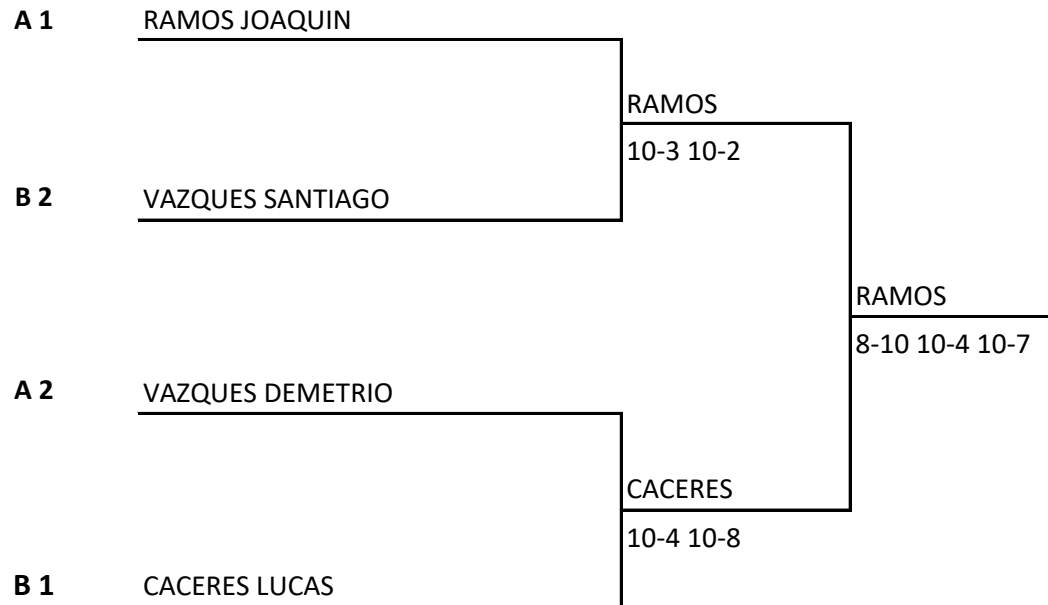 A 1 RAMOS JOAQUIN
RAMOS
10-3 10-2
B 2 VAZQUES SANTIAGO
RAMOS
8-10 10-4 10-7
A 2 VAZQUES DEMETRIO
CACERES
10-4 10-8
B 1 CACERES LUCAS